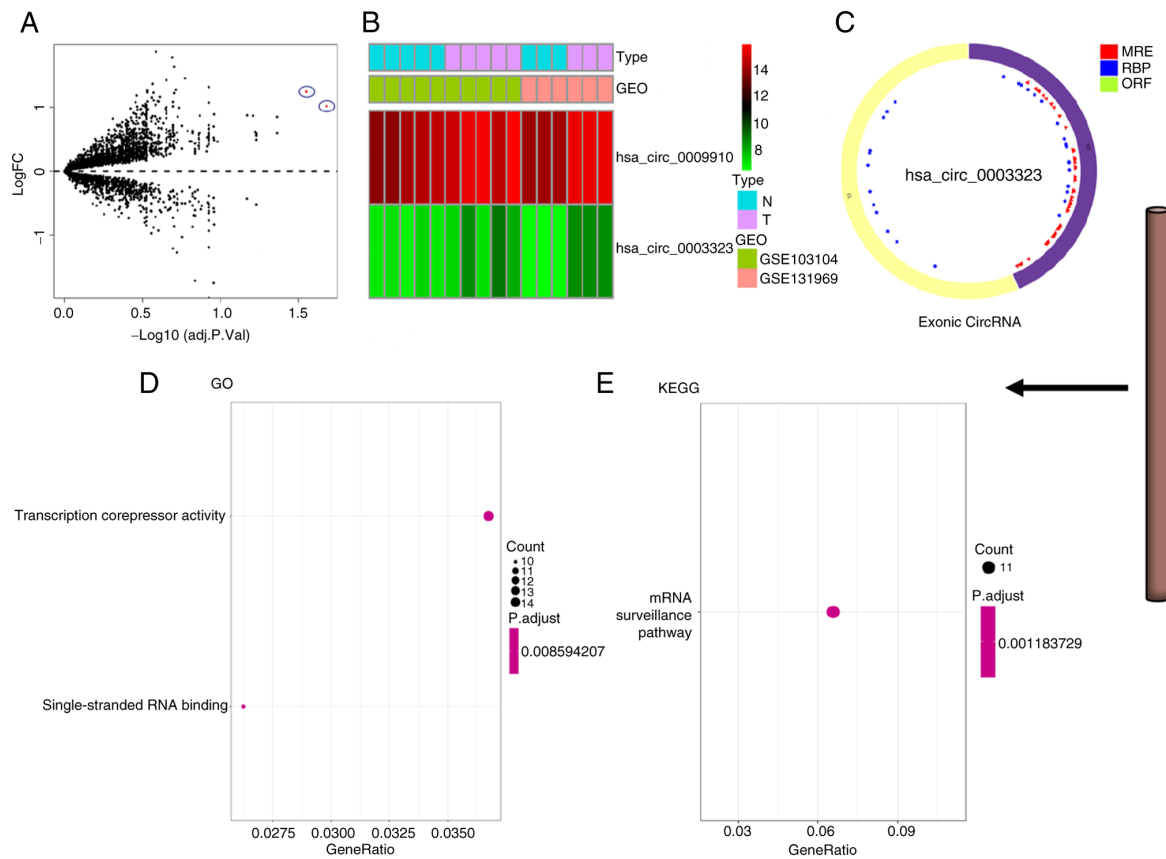 A
1
0
−1
LogFC
0.0 0.5 1.0 1.5
−Log10 (adj.P.Val)
B
Type
GEO
hsa_circ_0009910
hsa_circ_0003323
14
12
10
8
Type
N
T
GEO
GSE103104
GSE131969
C
MRE
RBP
ORF
hsa_circ_0003323
Exonic CircRNA
D
GO
Transcription corepressor activity
Single-stranded RNA binding
0.0275 0.0300 0.0325 0.0350
GeneRatio
Count
10
11
12
13
14
P.adjust
0.008594207
E
KEGG
mRNA
surveillance
pathway
0.03 0.06 0.09
GeneRatio
Count
11
P.adjust
0.001183729